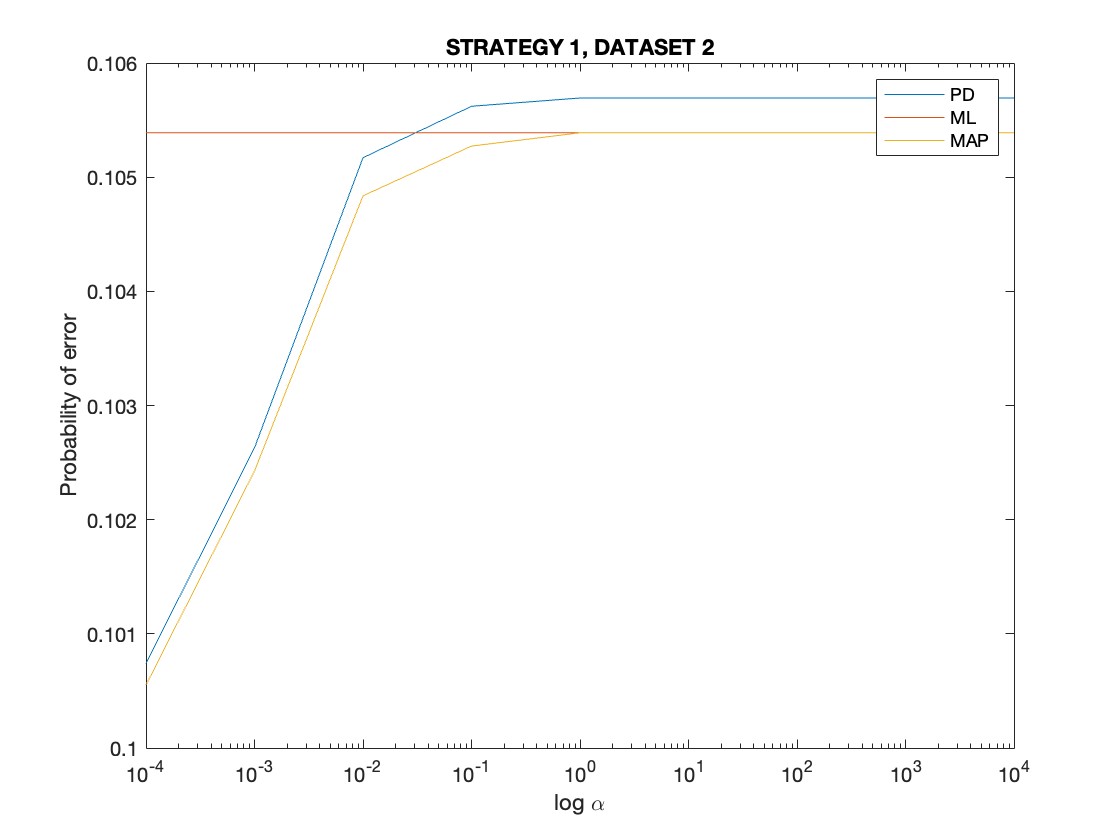 STRATEGY 1, DATASET 2
0.106
0.105
0.104
0.103
0.102
0.101
0.1
Probability of error
PD
ML
MAP
10^-4 10^-3 10^-2 10^-1 10^0 10^1 10^2 10^3 10^4
log α